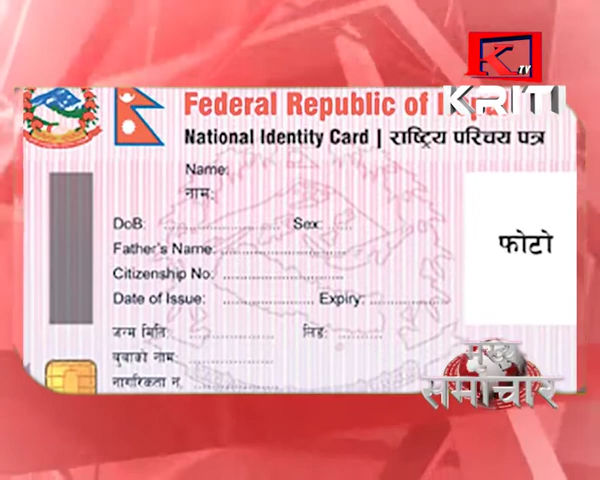 K TV
KRITI
Federal Republic of
National Identity Card | राष्ट्रिय परिचय पत्र
Name:
नाम:
DoB: Sex:
Father's Name:
Citizenship No:
Date of Issue: Expiry:
जन्म मिति: लिङ:
बुवाको नाम:
नागरिकता न.
फोटो
मुख्य
समाचार